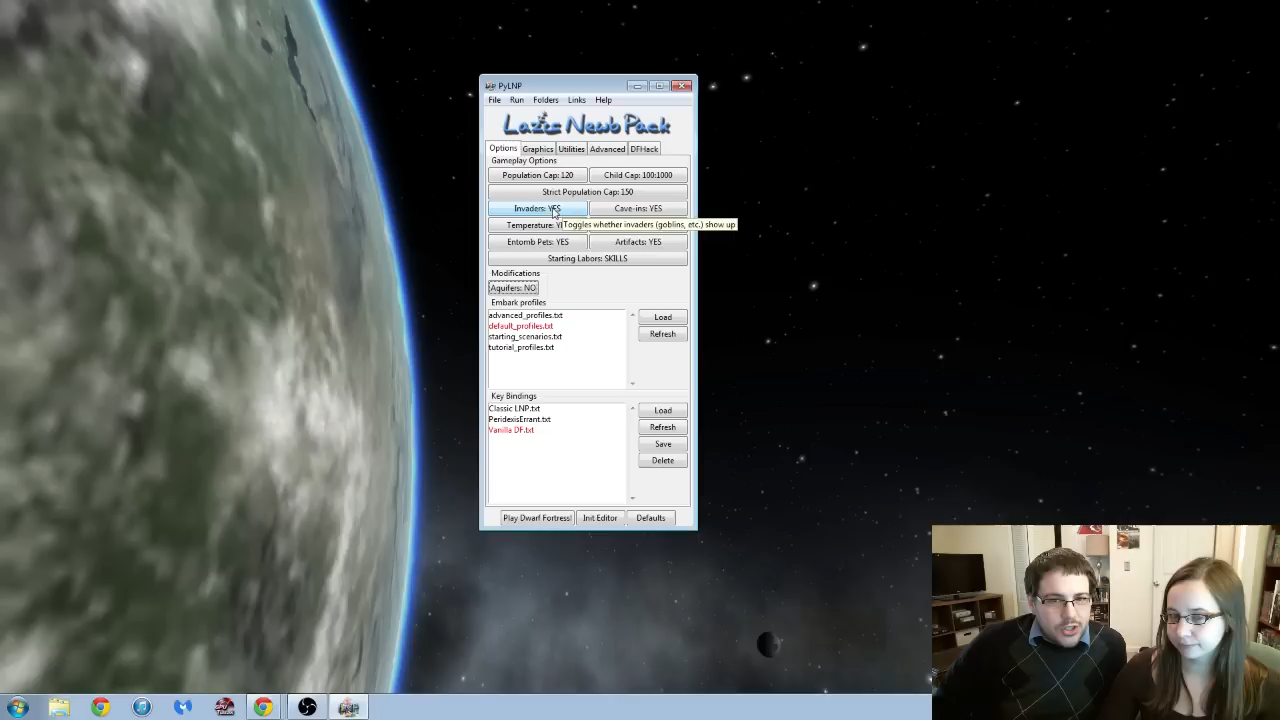 PyLNP
File Run Folders Links Help
Lazy Newb Pack
Options Graphics Utilities Advanced DFHack
Gameplay Options
Population Cap: 120 Child Cap: 100:1000
Strict Population Cap: 150
Invaders: YES Cave-ins: YES
Temperature: Toggles whether invaders (goblins, etc.) show up
Entomb Pets: YES Artifacts: YES
Starting Labors: SKILLS
Modifications
Aquifers: NO
Embark profiles
advanced_profiles.txt Load
default_profiles.txt Refresh
starting_scenarios.txt
tutorial_profiles.txt
Key Bindings
Classic LNP.txt Load
PeridexisErrant.txt Refresh
Vanilla DF.txt Save
Delete
Play Dwarf Fortress! Init Editor Defaults